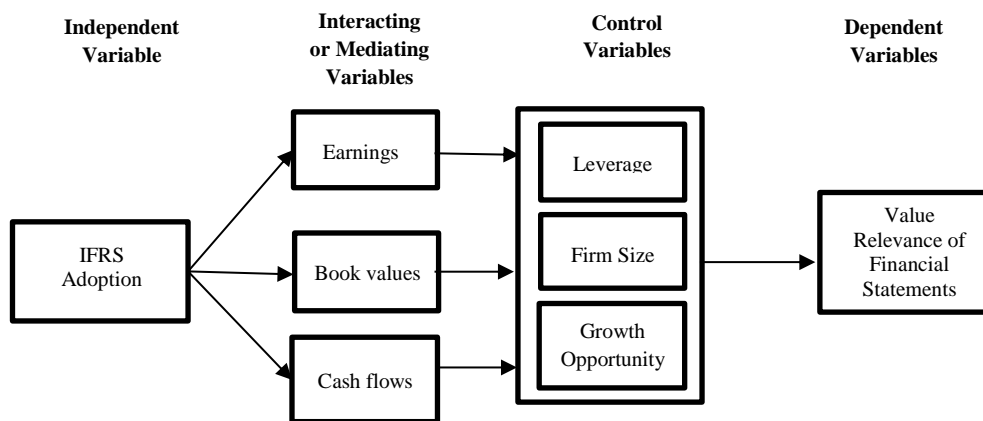 Independent
Variable
Interacting
or Mediating
Variables
Control
Variables
Dependent
Variables
IFRS
Adoption
Earnings
Book values
Cash flows
Leverage
Firm Size
Growth
Opportunity
Value
Relevance of
Financial
Statements